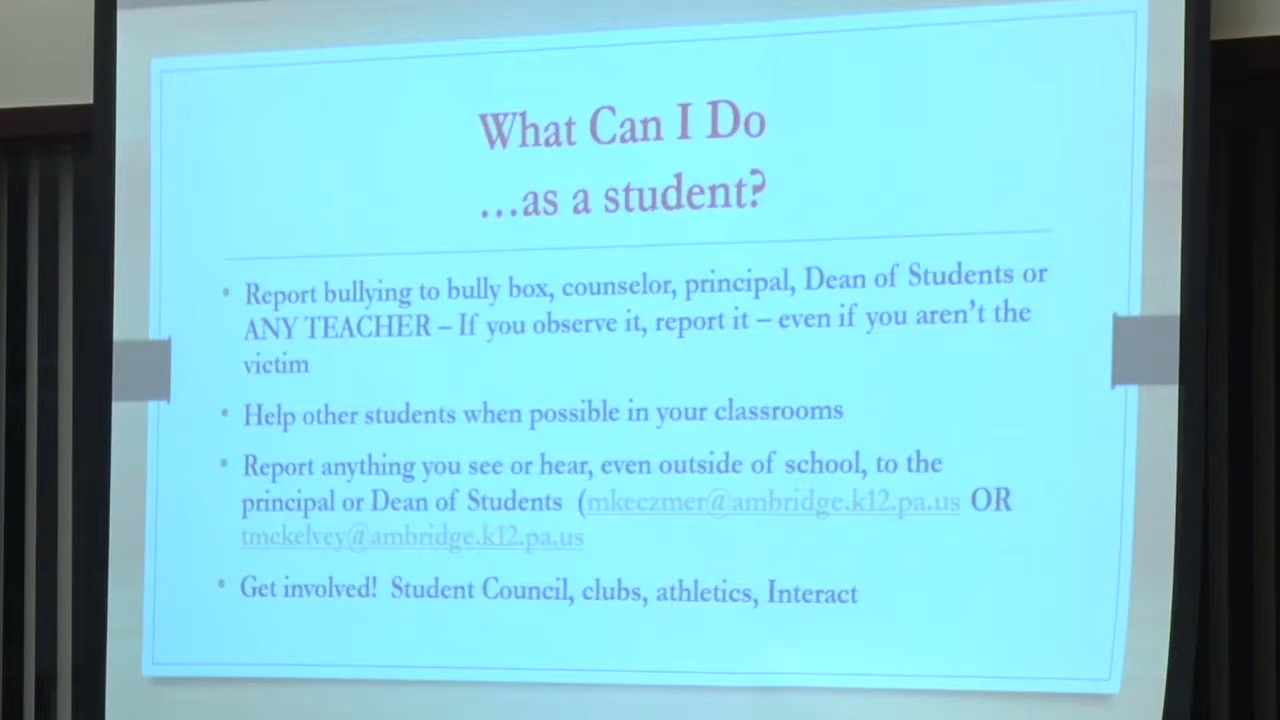 What Can I Do
...as a student?
• Report bullying to bully box, counselor, principal, Dean of Students or
ANY TEACHER – If you observe it, report it – even if you aren't the
victim
• Help other students when possible in your classrooms
• Report anything you see or hear, even outside of school, to the
principal or Dean of Students (mkeczmer@ambridge.k12.pa.us OR
tmckelvey@ambridge.k12.pa.us
• Get involved! Student Council, clubs, athletics, Interact